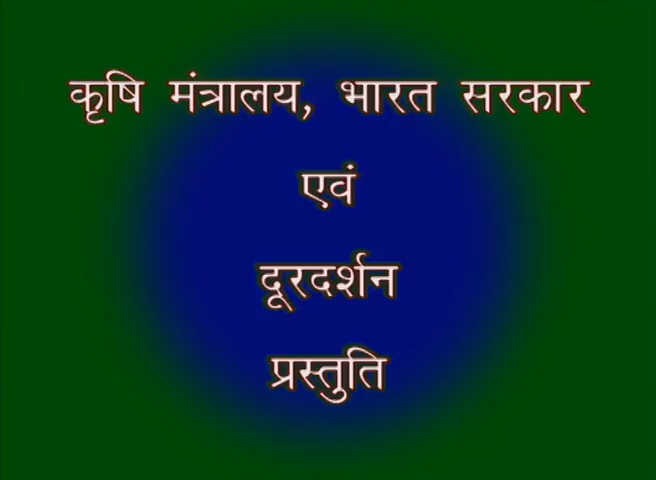 कृषि मंत्रालय, भारत सरकार
एवं
दूरदर्शन
प्रस्तुति